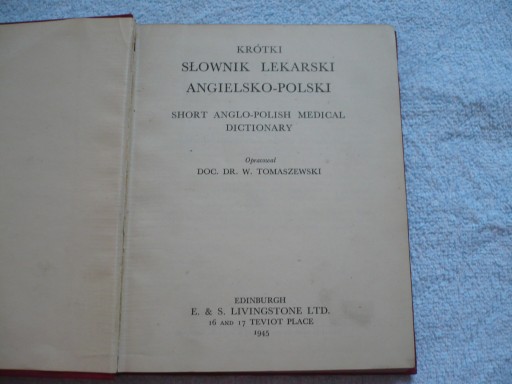 KRÓTKI
SŁOWNIK LEKARSKI
ANGIELSKO-POLSKI
SHORT ANGLO-POLISH MEDICAL
DICTIONARY
Opracował
DOC. DR. W. TOMASZEWSKI
EDINBURGH
E. & S. LIVINGSTONE LTD.
16 AND 17 TEVIOT PLACE
1945